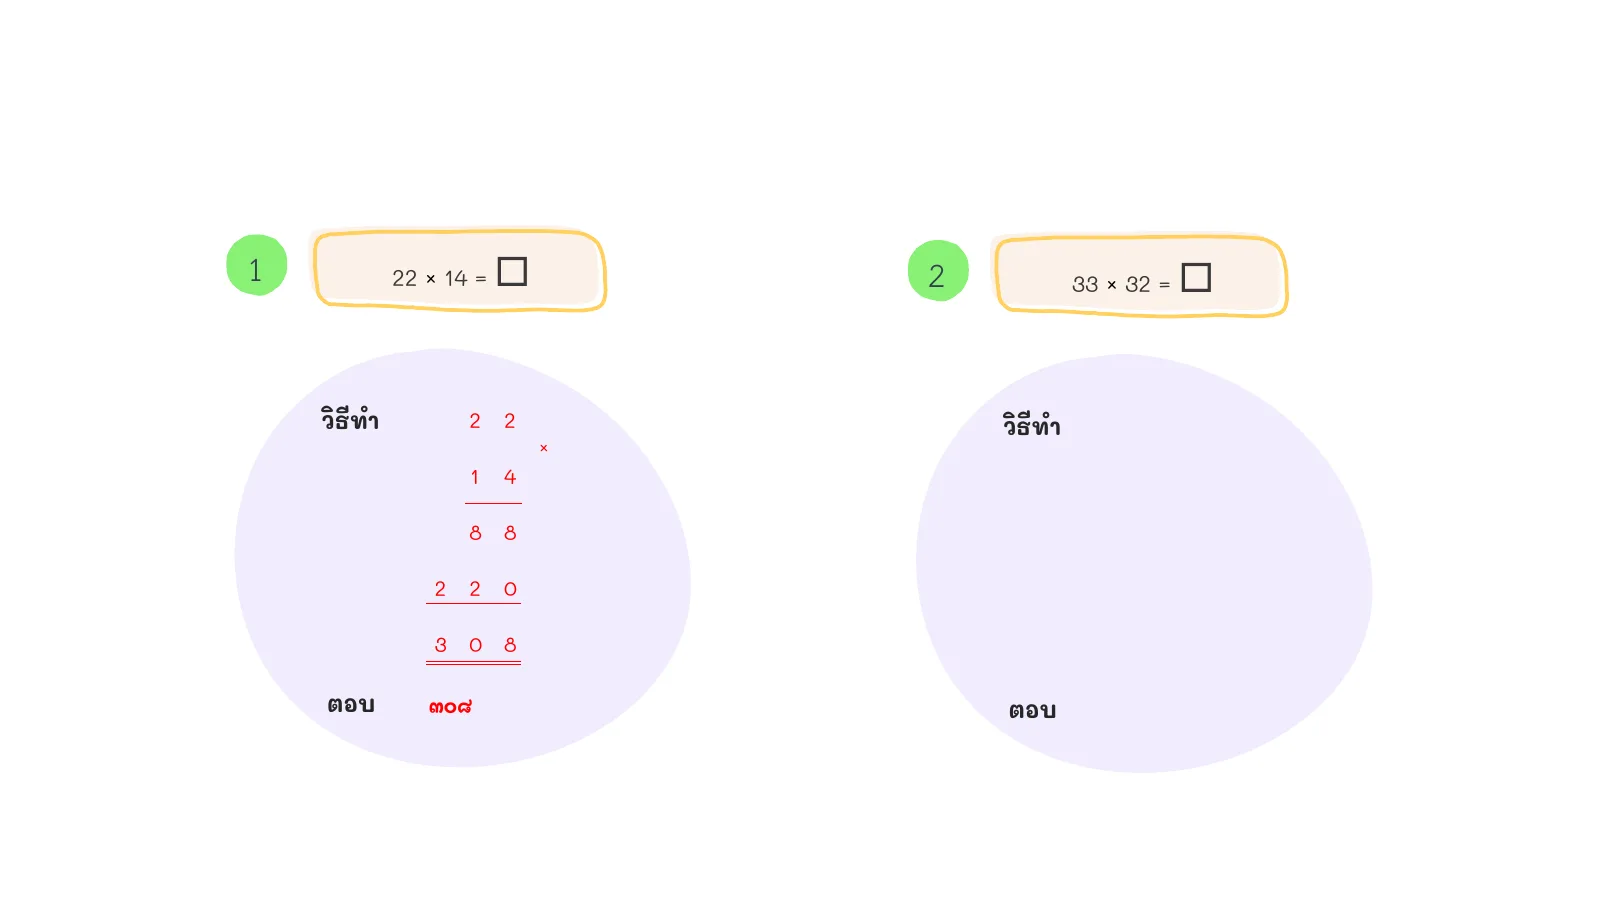 1
22 × 14 = □
วิธีทำ
2 2
×
1 4
8 8
2 2 0
3 0 8
ตอบ ๓๐๘
2
33 × 32 = □
วิธีทำ
ตอบ